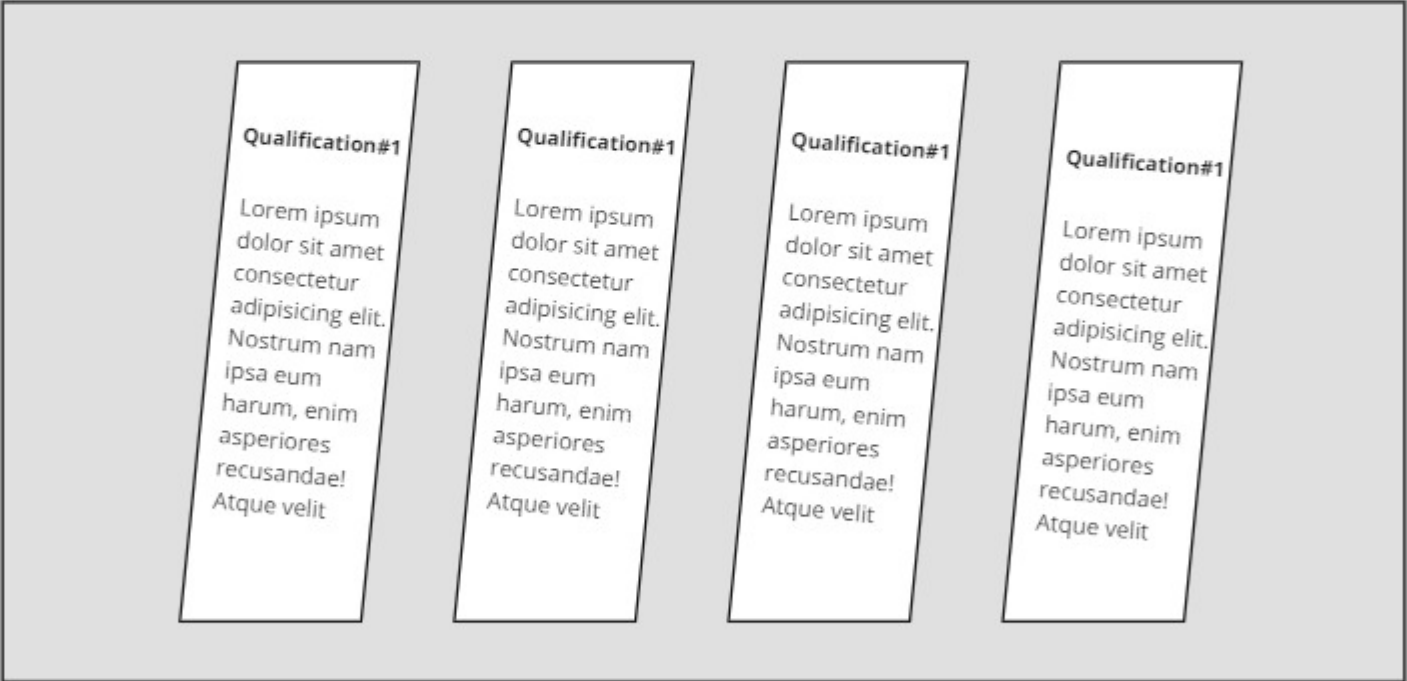 Qualification#1
Lorem ipsum
dolor sit amet
consectetur
adipisicing elit.
Nostrum nam
ipsa eum
harum, enim
asperiores
recusandae!
Atque velit
Qualification#1
Lorem ipsum
dolor sit amet
consectetur
adipisicing elit.
Nostrum nam
ipsa eum
harum, enim
asperiores
recusandae!
Atque velit
Qualification#1
Lorem ipsum
dolor sit amet
consectetur
adipisicing elit.
Nostrum nam
ipsa eum
harum, enim
asperiores
recusandae!
Atque velit
Qualification#1
Lorem ipsum
dolor sit amet
consectetur
adipisicing elit.
Nostrum nam
ipsa eum
harum, enim
asperiores
recusandae!
Atque velit